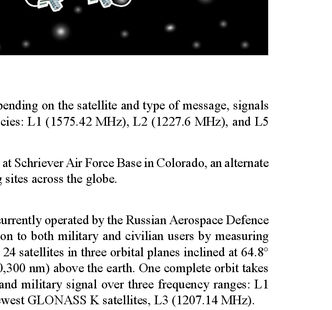 pending on the satellite and type of message, signals
cies: L1 (1575.42 MHz), L2 (1227.6 MHz), and L5
at Schriever Air Force Base in Colorado, an alternate
g sites across the globe.
urrently operated by the Russian Aerospace Defence
on to both military and civilian users by measuring
24 satellites in three orbital planes inclined at 64.8°
0,300 nm) above the earth. One complete orbit takes
and military signal over three frequency ranges: L1
ewest GLONASS K satellites, L3 (1207.14 MHz).